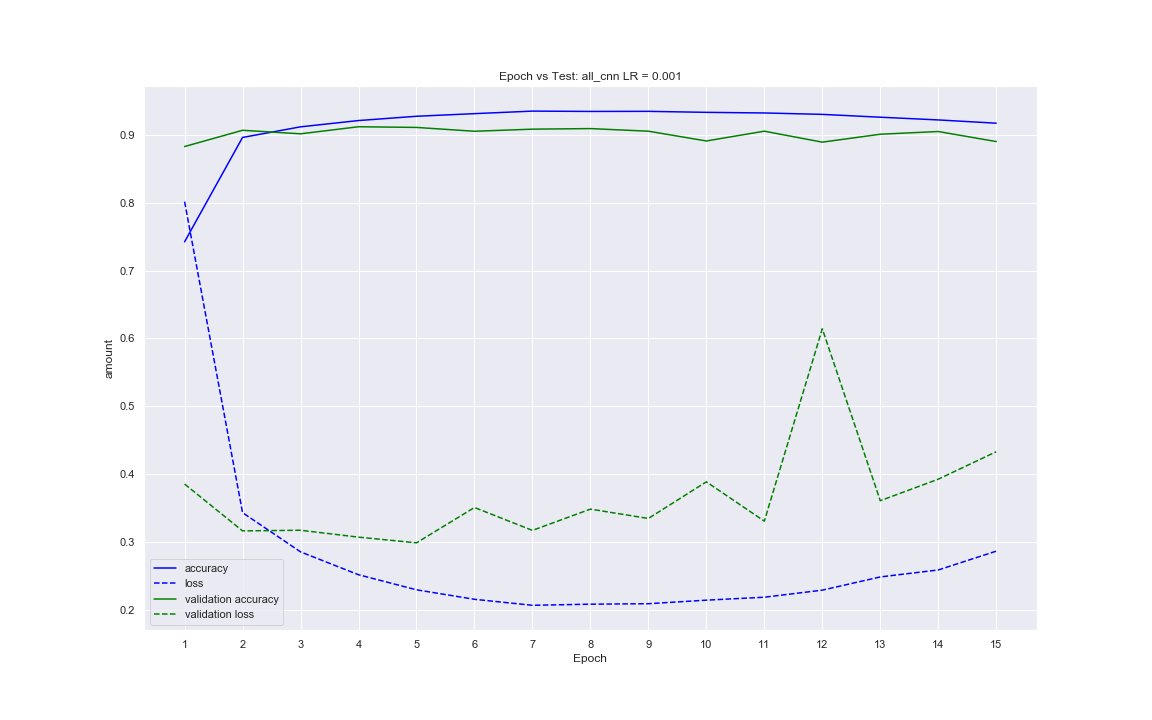 Epoch vs Test: all_cnn LR = 0.001
amount
0.9
0.8
0.7
0.6
0.5
0.4
0.3
0.2
accuracy
loss
validation accuracy
validation loss
1 2 3 4 5 6 7 8 9 10 11 12 13 14 15
Epoch